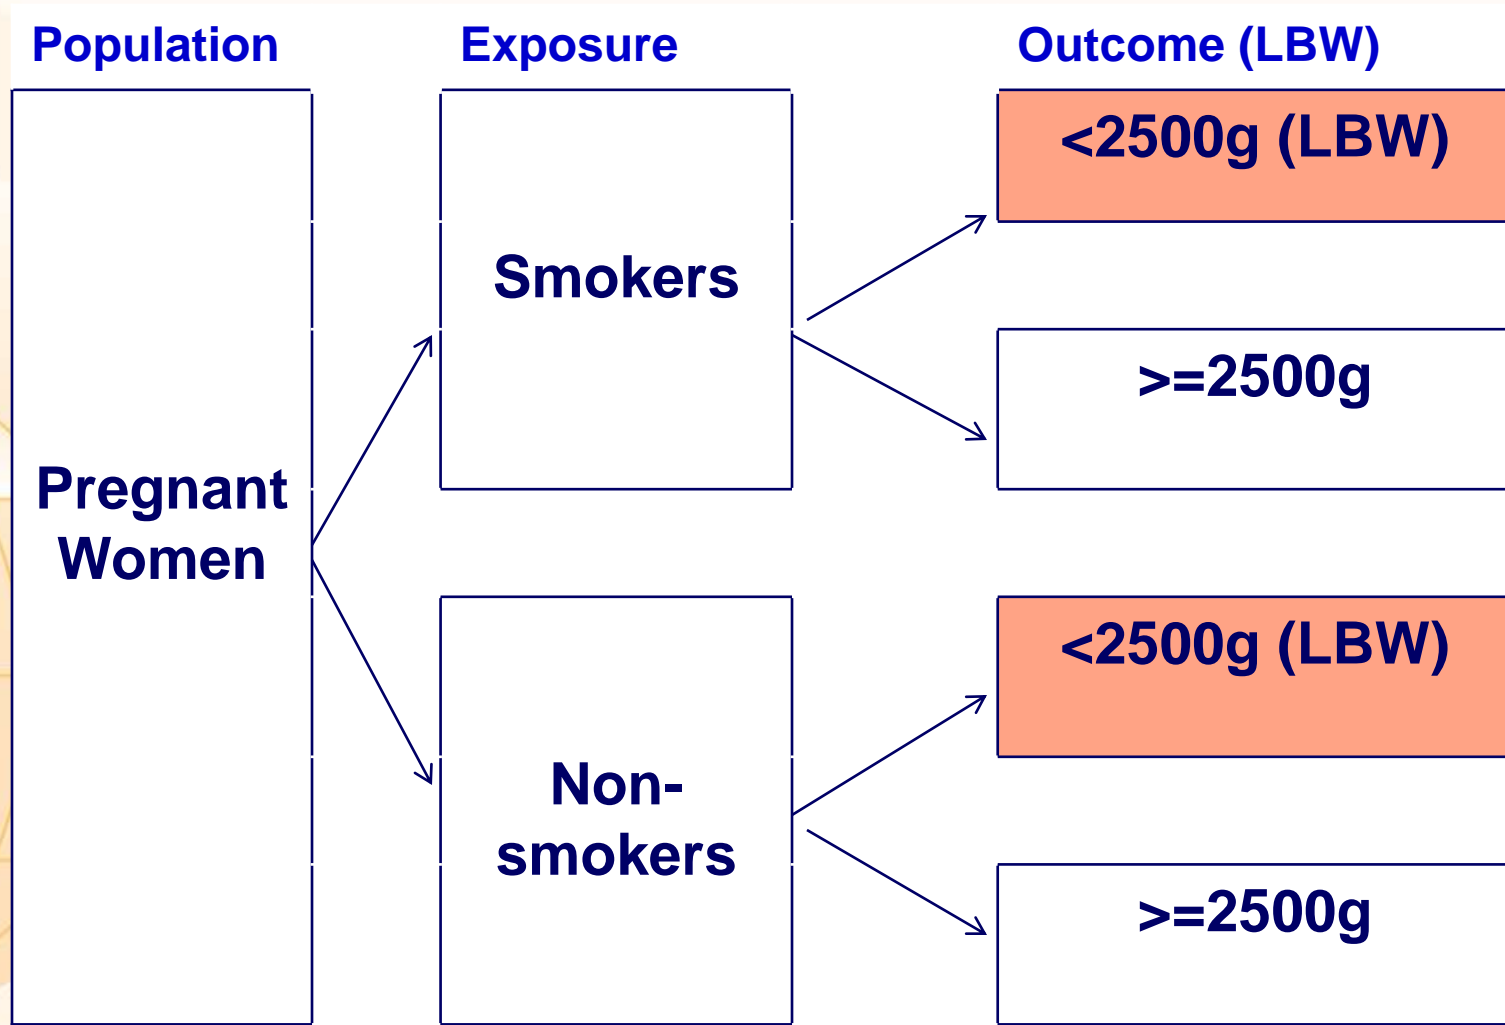 Population
Exposure
Outcome (LBW)
<2500g (LBW)
Smokers
>=2500g
Pregnant
Women
<2500g (LBW)
Non-
smokers
>=2500g